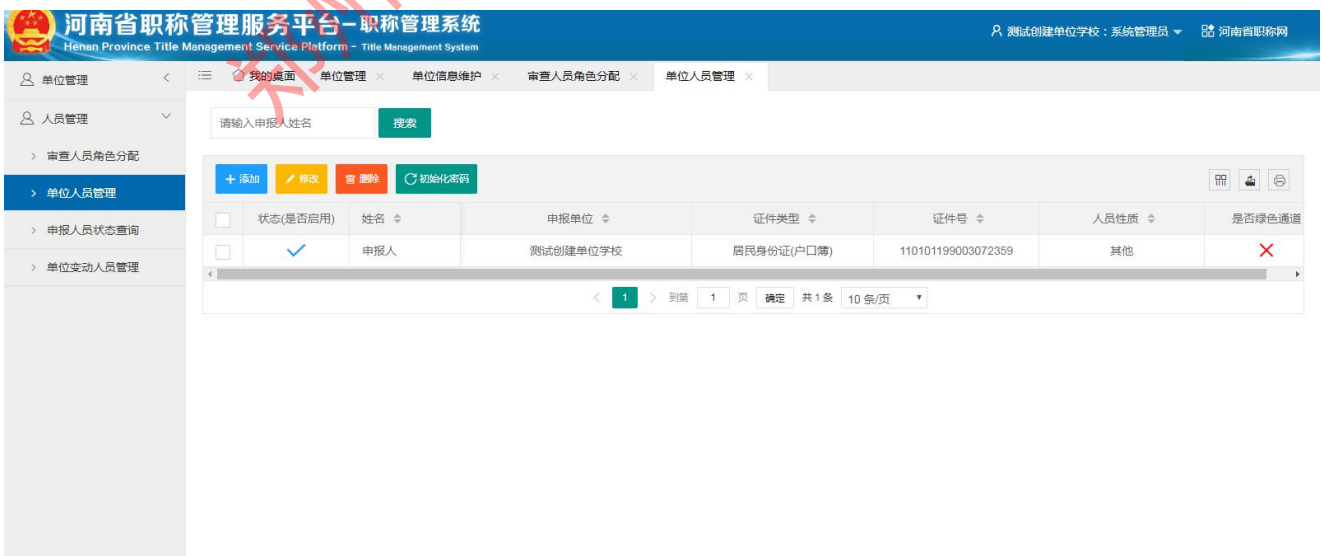 河南省职称管理服务平台-职称管理系统
Henan Province Title Management Service Platform - Title Management System
测试创建单位学校：系统管理员 河南省职称网
单位管理
我的桌面 单位管理 单位信息维护 审查人员角色分配 单位人员管理
人员管理
请输入申报人姓名 搜索
审查人员角色分配
添加 修改 删除 初始化密码
单位人员管理
状态(是否启用) 姓名 申报单位 证件类型 证件号 人员性质 是否绿色通道
申报人员状态查询
申报人 测试创建单位学校 居民身份证(户口簿) 110101199003072359 其他
单位变动人员管理
1 到第 1 页 确定 共1条 10 条/页